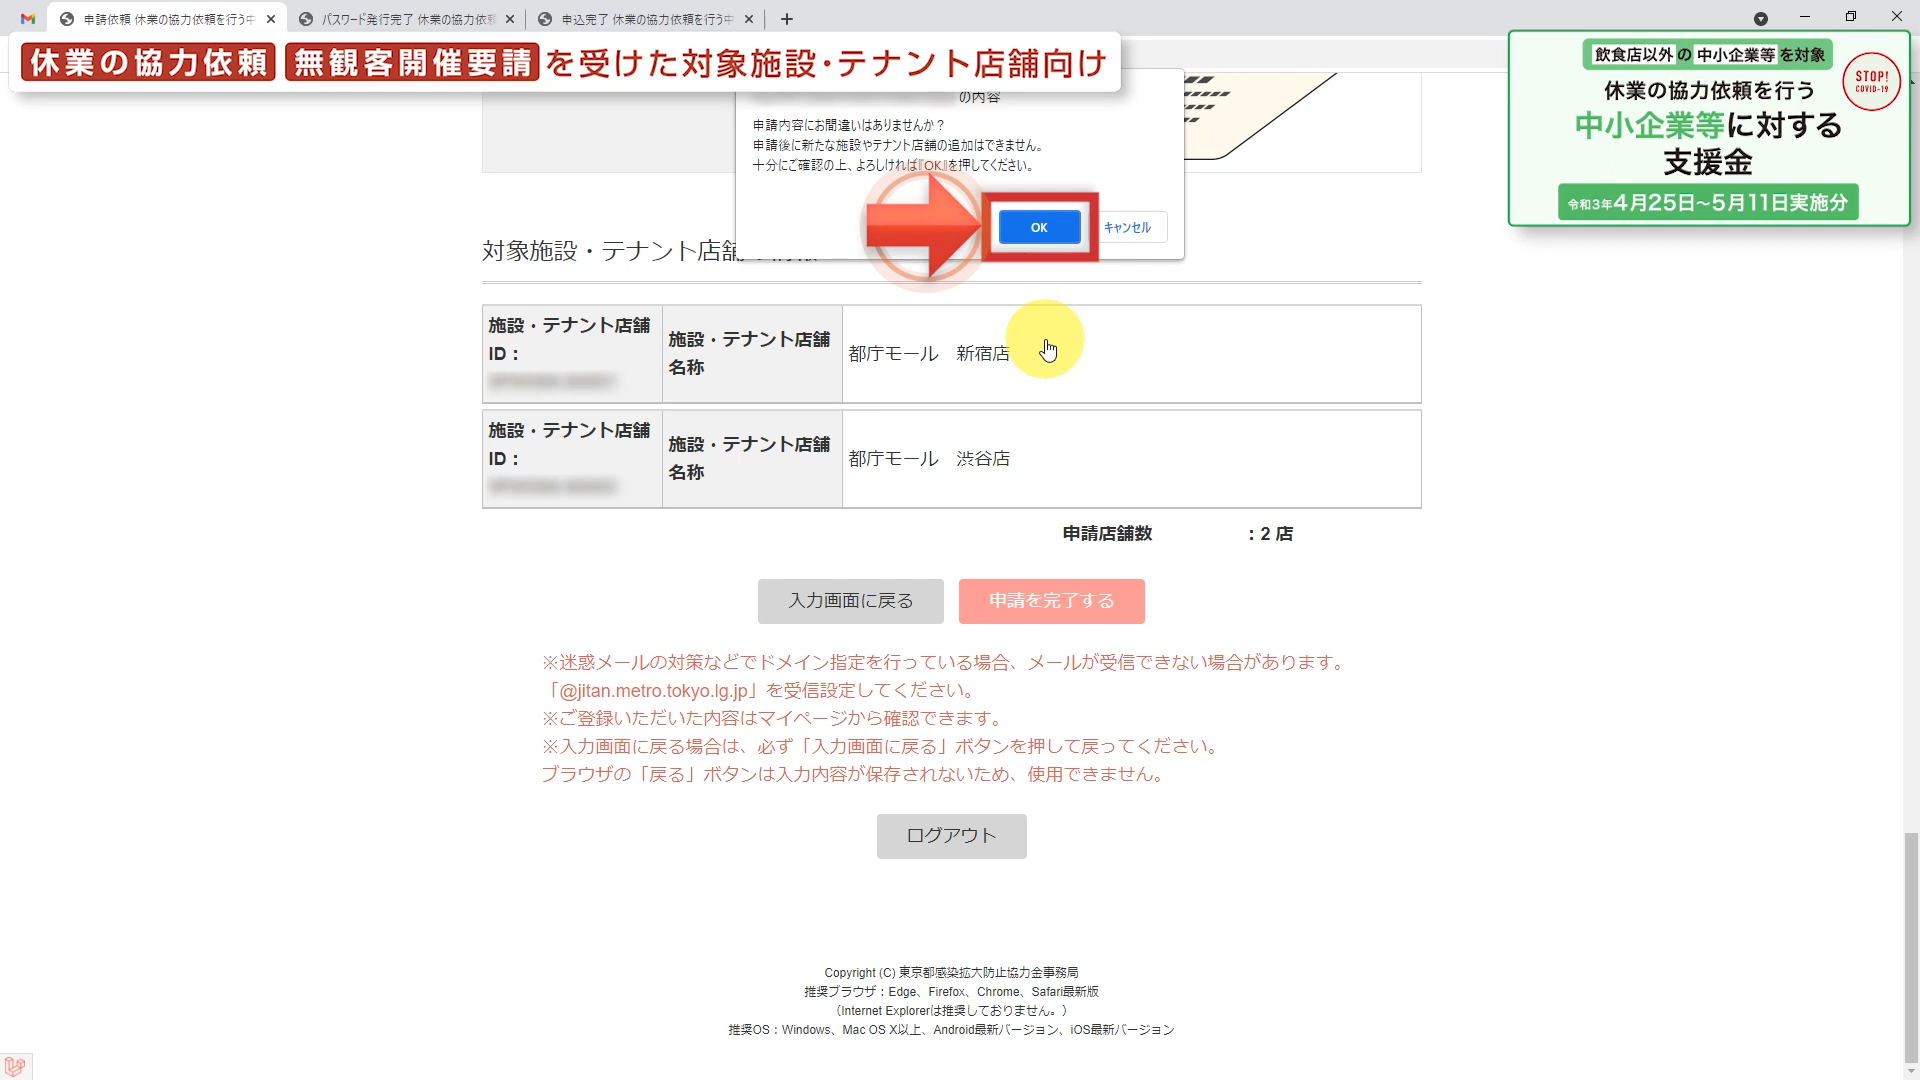 申請依頼 休業の協力依頼を行う中
パスワード発行完了 休業の協力依頼
申込完了 休業の協力依頼を行う中
休業の協力依頼 無観客開催要請 を受けた対象施設・テナント店舗向け
飲食店以外の中小企業等を対象
休業の協力依頼を行う
中小企業等に対する
支援金
令和3年4月25日～5月11日実施分
STOP!
COVID-19
の内容
申請内容にお間違いはありませんか？
申請後に新たな施設やテナント店舗の追加はできません。
十分にご確認の上、よろしければ『OK』を押してください。
OK
キャンセル
対象施設・テナント店舗
施設・テナント店舗
ID：
施設・テナント店舗
名称
都庁モール　新宿店
施設・テナント店舗
ID：
施設・テナント店舗
名称
都庁モール　渋谷店
申請店舗数 ：2 店
入力画面に戻る
申請を完了する
※迷惑メールの対策などでドメイン指定を行っている場合、メールが受信できない場合があります。
「@jitan.metro.tokyo.lg.jp」を受信設定してください。
※ご登録いただいた内容はマイページから確認できます。
※入力画面に戻る場合は、必ず「入力画面に戻る」ボタンを押して戻ってください。
ブラウザの「戻る」ボタンは入力内容が保存されないため、使用できません。
ログアウト
Copyright (C) 東京都感染拡大防止協力金事務局
推奨ブラウザ：Edge、Firefox、Chrome、Safari最新版
（Internet Explorerは推奨しておりません。）
推奨OS：Windows、Mac OS X以上、Android最新バージョン、iOS最新バージョン